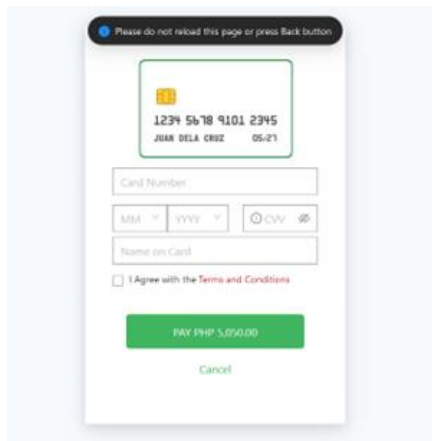 Please do not reload this page or press Back button
1234 5678 9101 2345
JUAN DELA CRUZ 05/27
Card Number
MM YYYY CVV
Name on Card
I Agree with the Terms and Conditions
PAY PHP 5,050.00
Cancel